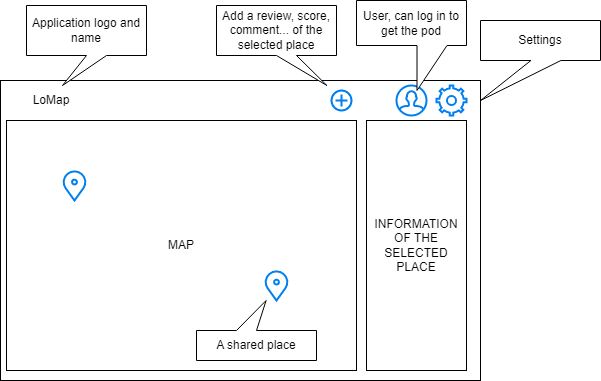 Application logo and
name
Add a review, score,
comment... of the
selected place
User, can log in to
get the pod
Settings
LoMap
MAP
INFORMATION
OF THE
SELECTED
PLACE
A shared place